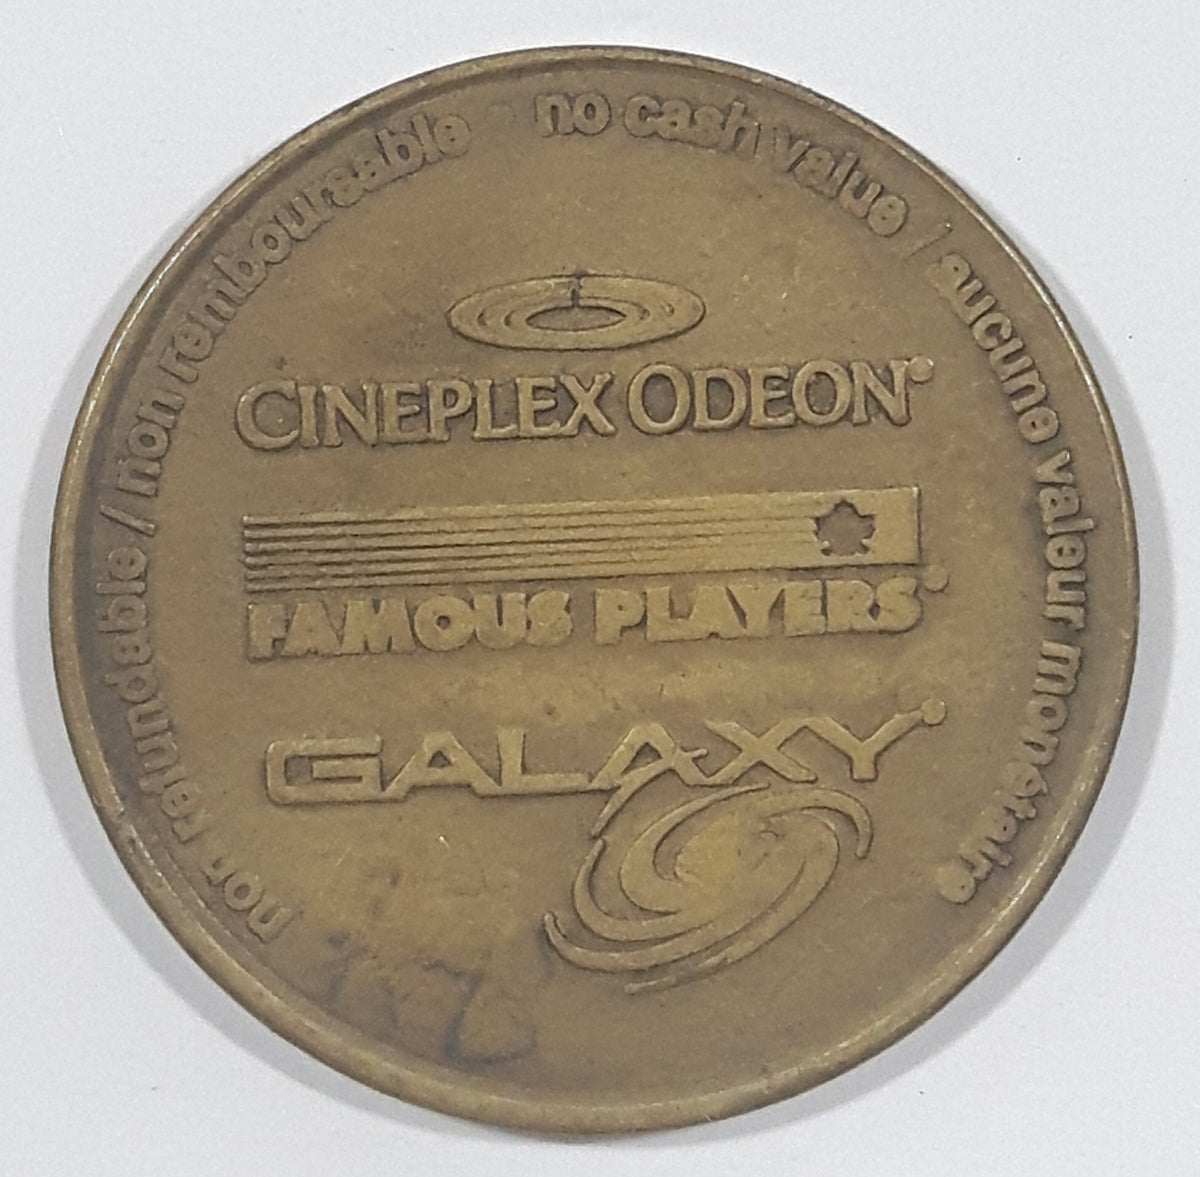 non refundable / non remboursable • no cash value / aucune valeur monétaire
CINEPLEX ODEON
FAMOUS PLAYERS
GALAXY